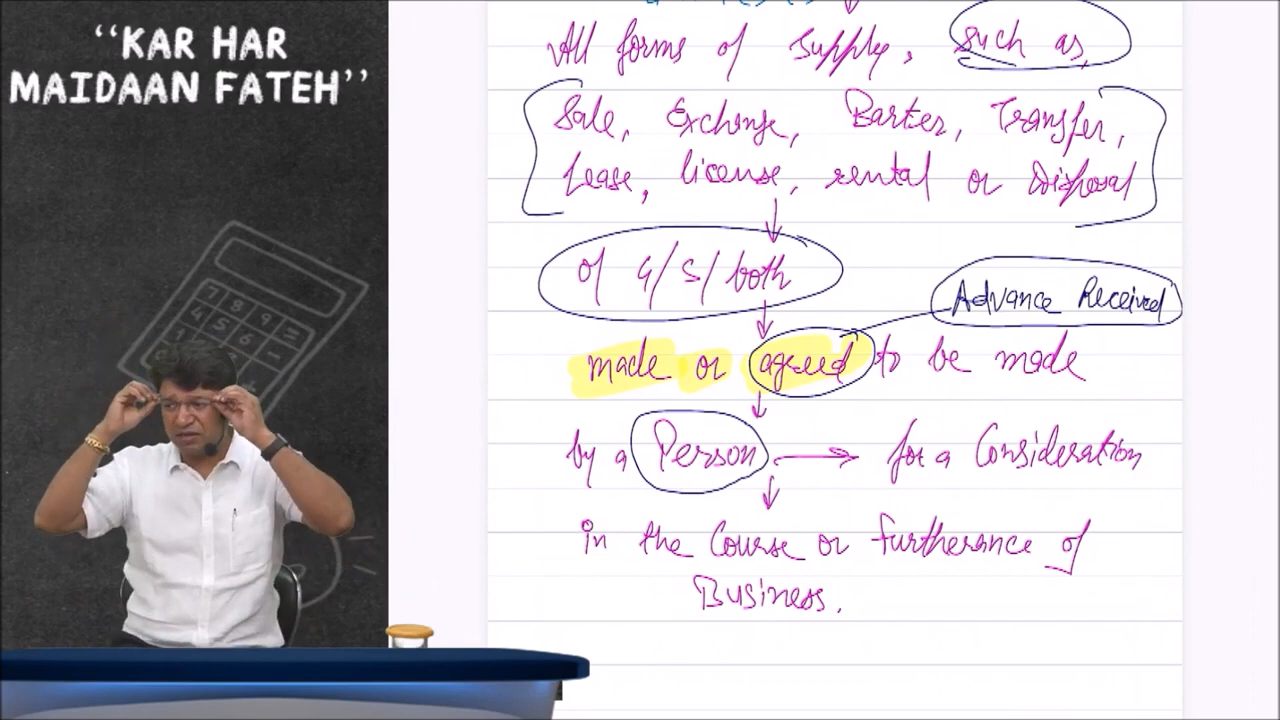 “KAR HAR
MAIDAAN FATEH”
All forms of supply, such as,
Sale, Exchange, Barter, Transfer,
Lease, license, rental or Disposal
of G/S/both
Advance Received
made or agreed to be made
by a Person → for a Consideration
in the Course or furtherance of
Business.